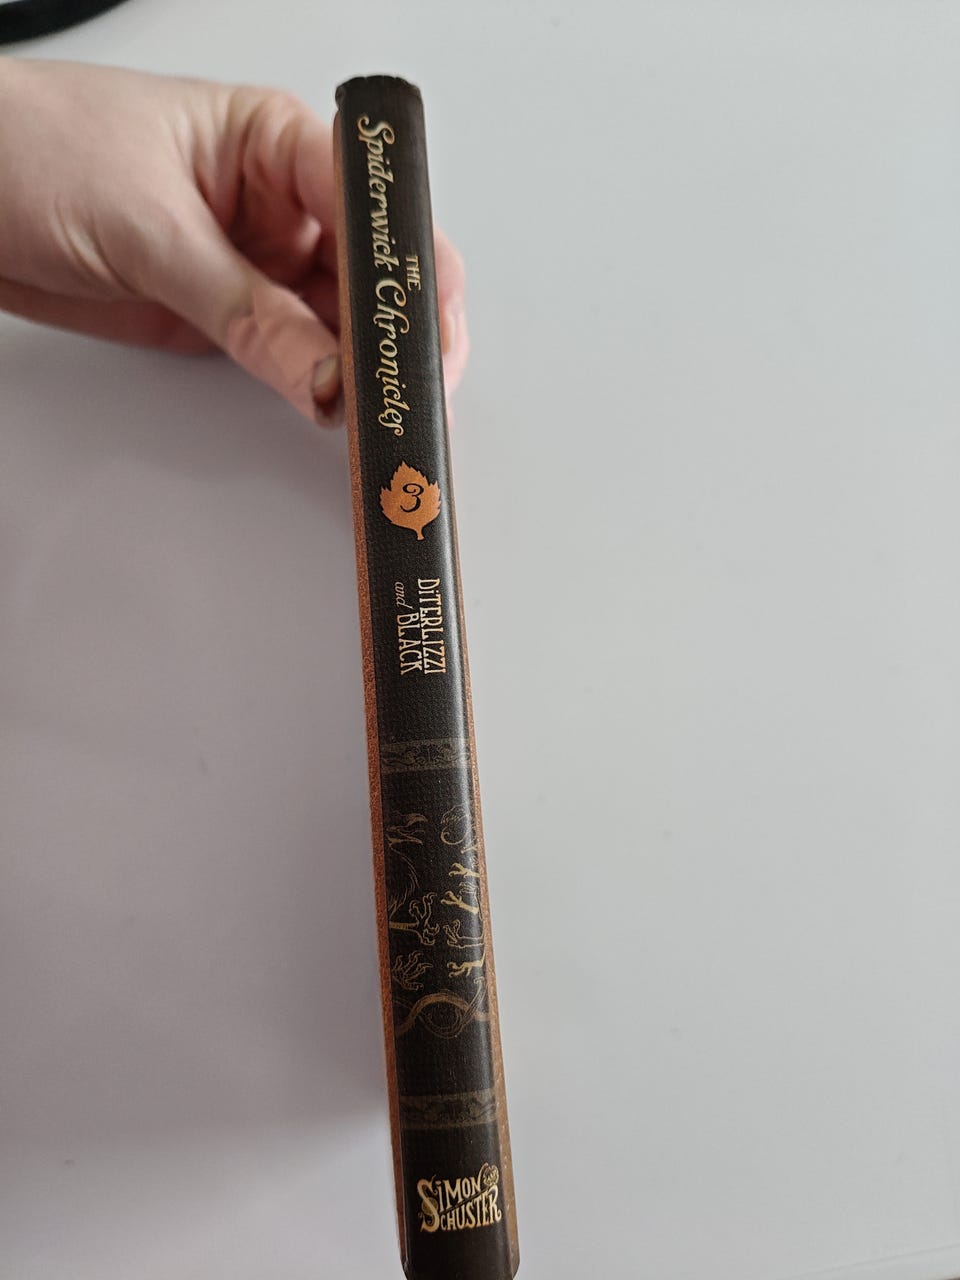 THE
Spiderwick Chronicles
3
DiTERLIZZI
and BLACK
SIMON
SCHUSTER